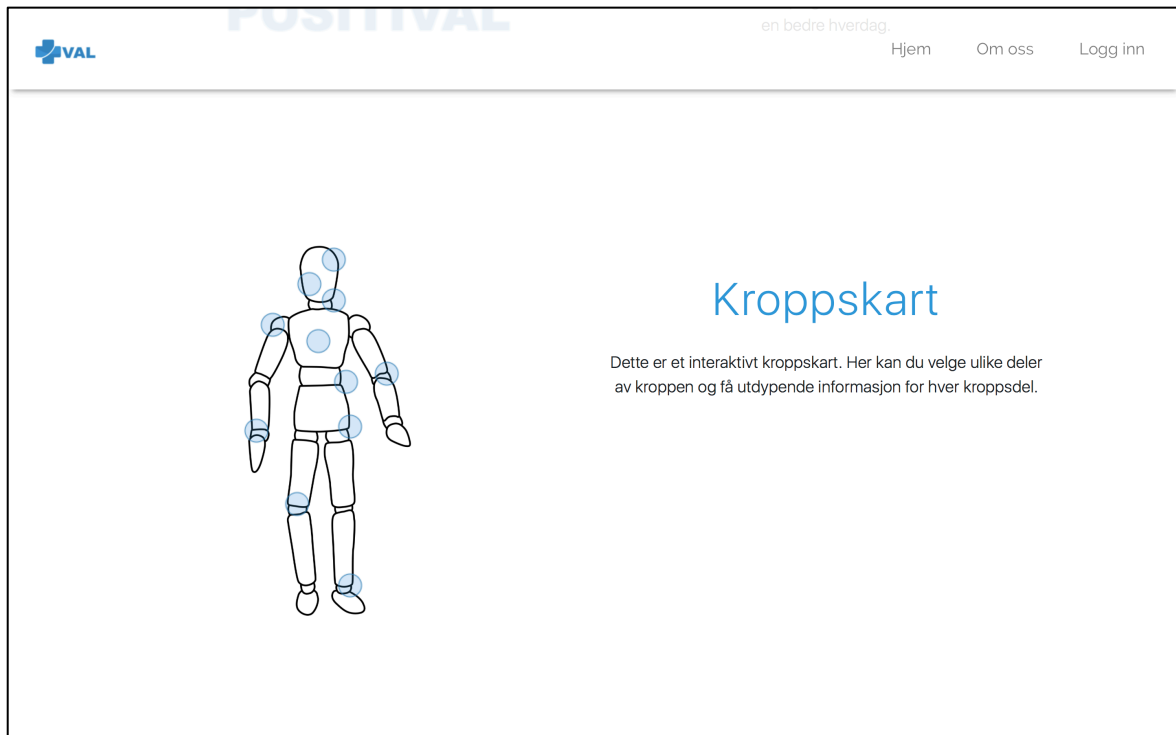 POSITIVAL
en bedre hverdag.
VAL
Hjem Om oss Logg inn
Kroppskart
Dette er et interaktivt kroppskart. Her kan du velge ulike deler
av kroppen og få utdypende informasjon for hver kroppsdel.